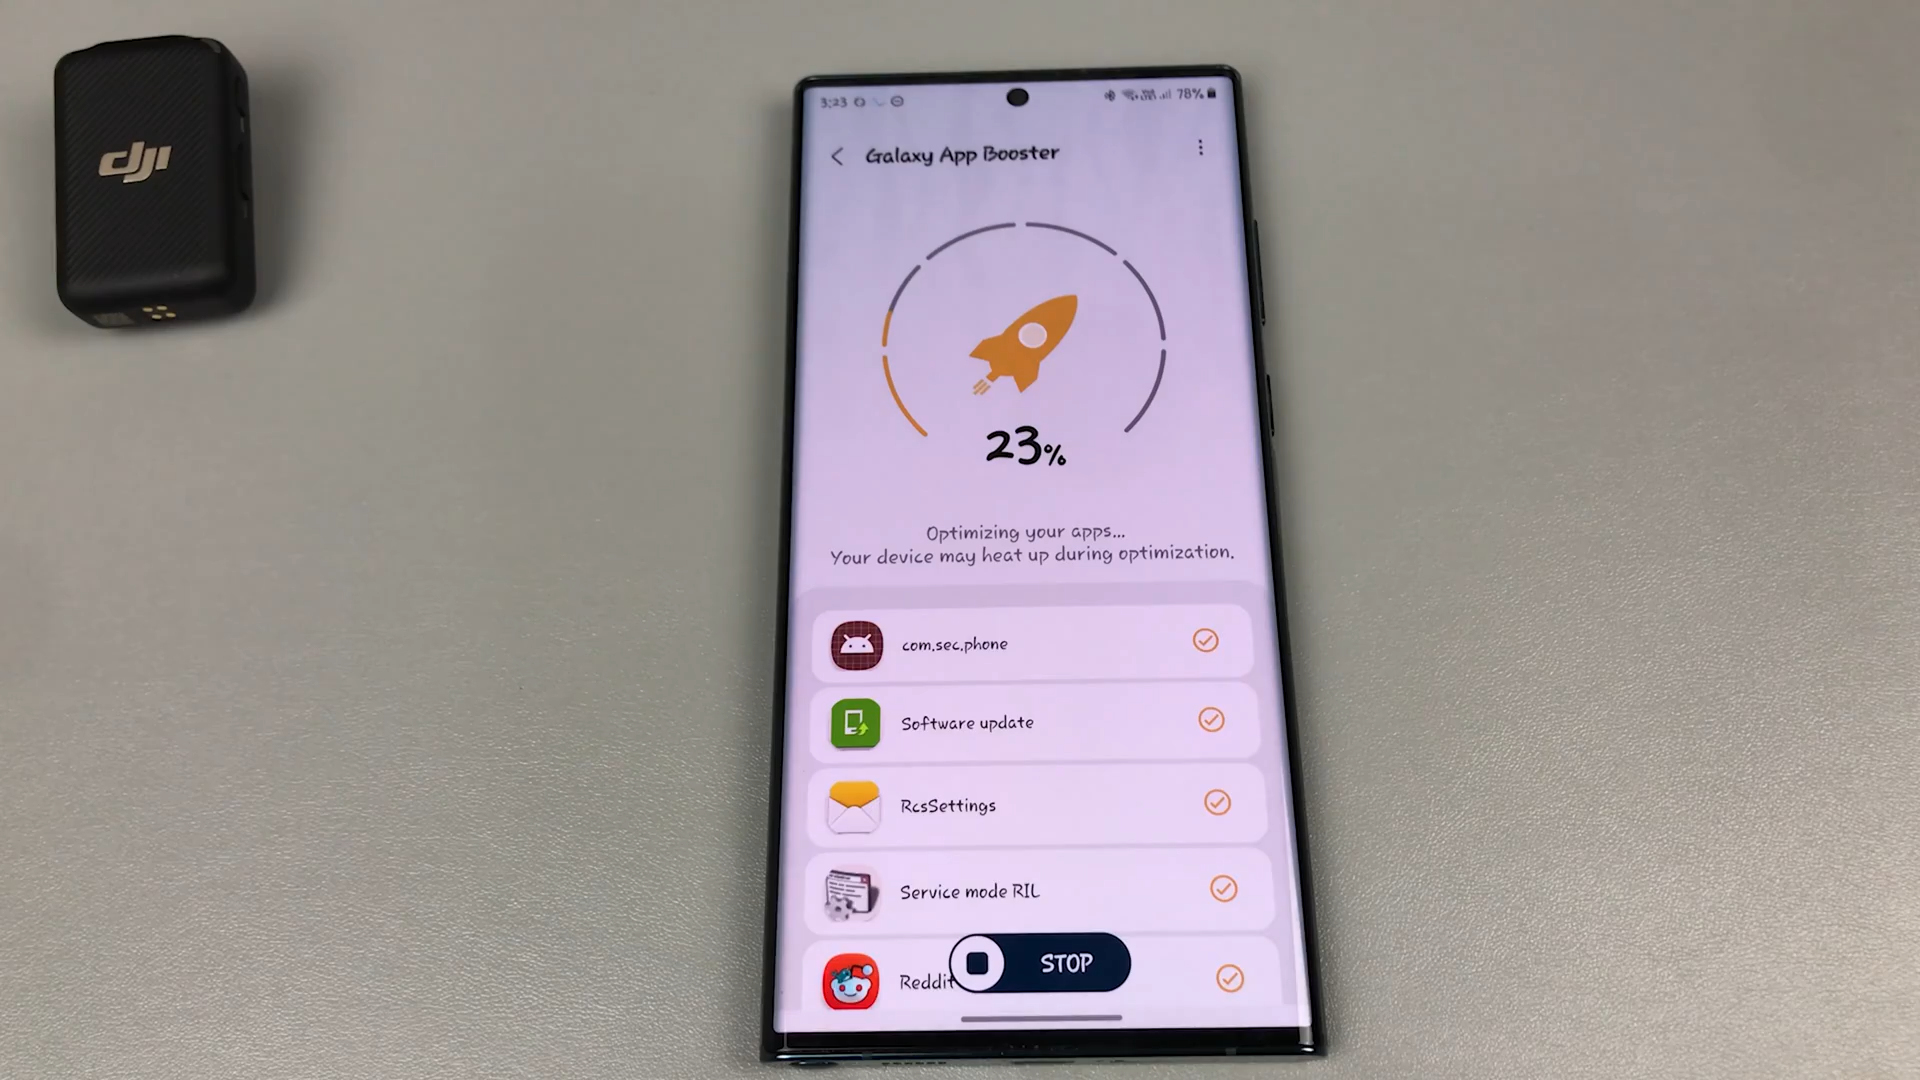 dji
3:23
78%
Galaxy App Booster
23%
Optimizing your apps...
Your device may heat up during optimization.
com.sec.phone
Software update
RcsSettings
Service mode RIL
Reddit
STOP